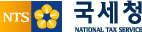 NTS 국세청
NATIONAL TAX SERVICE